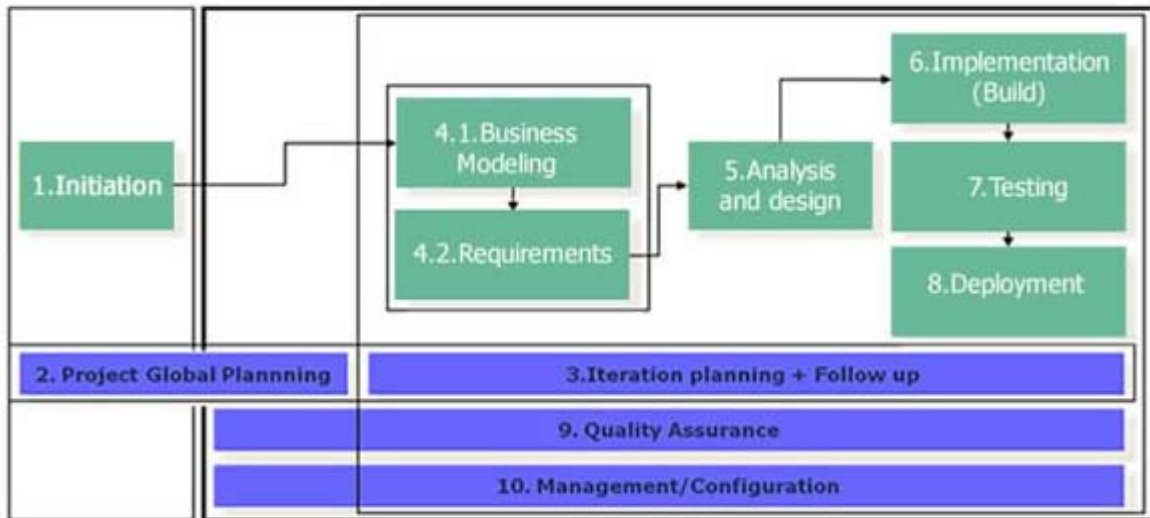 1.Initiation
4.1.Business
Modeling
4.2.Requirements
5.Analysis
and design
6.Implementation
(Build)
7.Testing
8.Deployment
2. Project Global Plannning
3.Iteration planning + Follow up
9. Quality Assurance
10. Management/Configuration